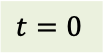 t = 0